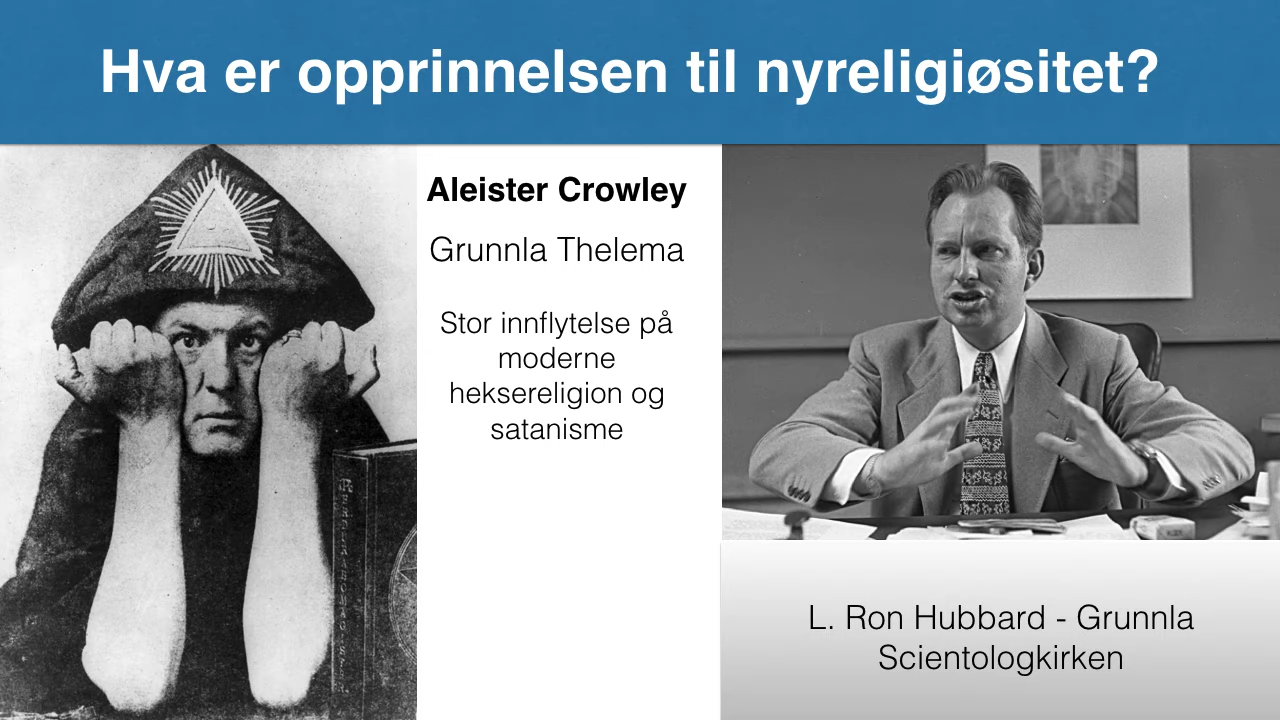 Hva er opprinnelsen til nyreligiøsitet?
Aleister Crowley
Grunnla Thelema
Stor innflytelse på
moderne
heksereligion og
satanisme
L. Ron Hubbard - Grunnla
Scientologkirken